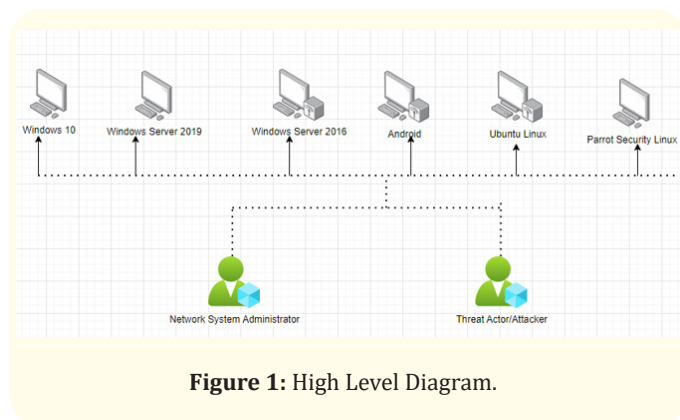 Windows 10
Windows Server 2019
Windows Server 2016
Android
Ubuntu Linux
Parrot Security Linux
Network System Administrator
Threat Actor/Attacker
Figure 1: High Level Diagram.